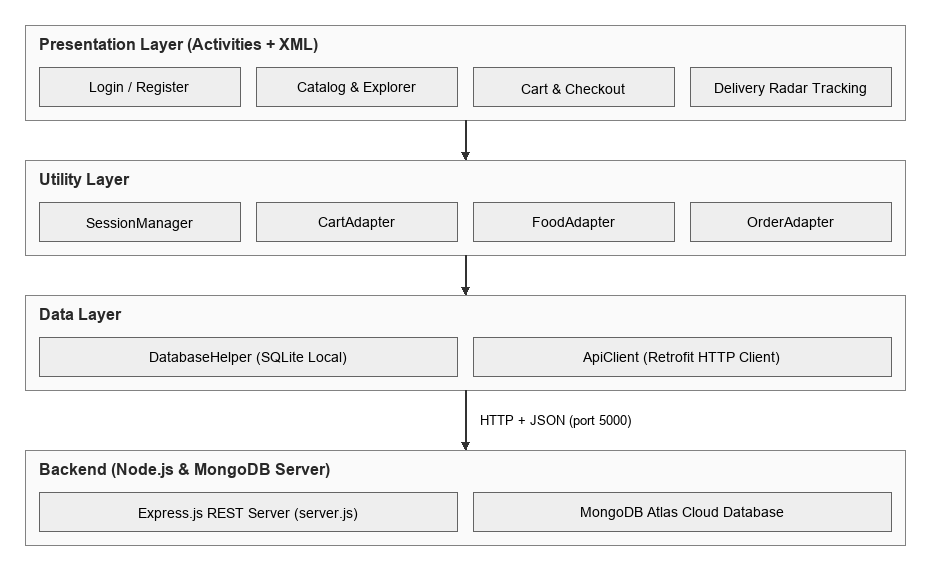 Presentation Layer (Activities + XML)
Login / Register
Catalog & Explorer
Cart & Checkout
Delivery Radar Tracking
Utility Layer
SessionManager
CartAdapter
FoodAdapter
OrderAdapter
Data Layer
DatabaseHelper (SQLite Local)
ApiClient (Retrofit HTTP Client)
HTTP + JSON (port 5000)
Backend (Node.js & MongoDB Server)
Express.js REST Server (server.js)
MongoDB Atlas Cloud Database